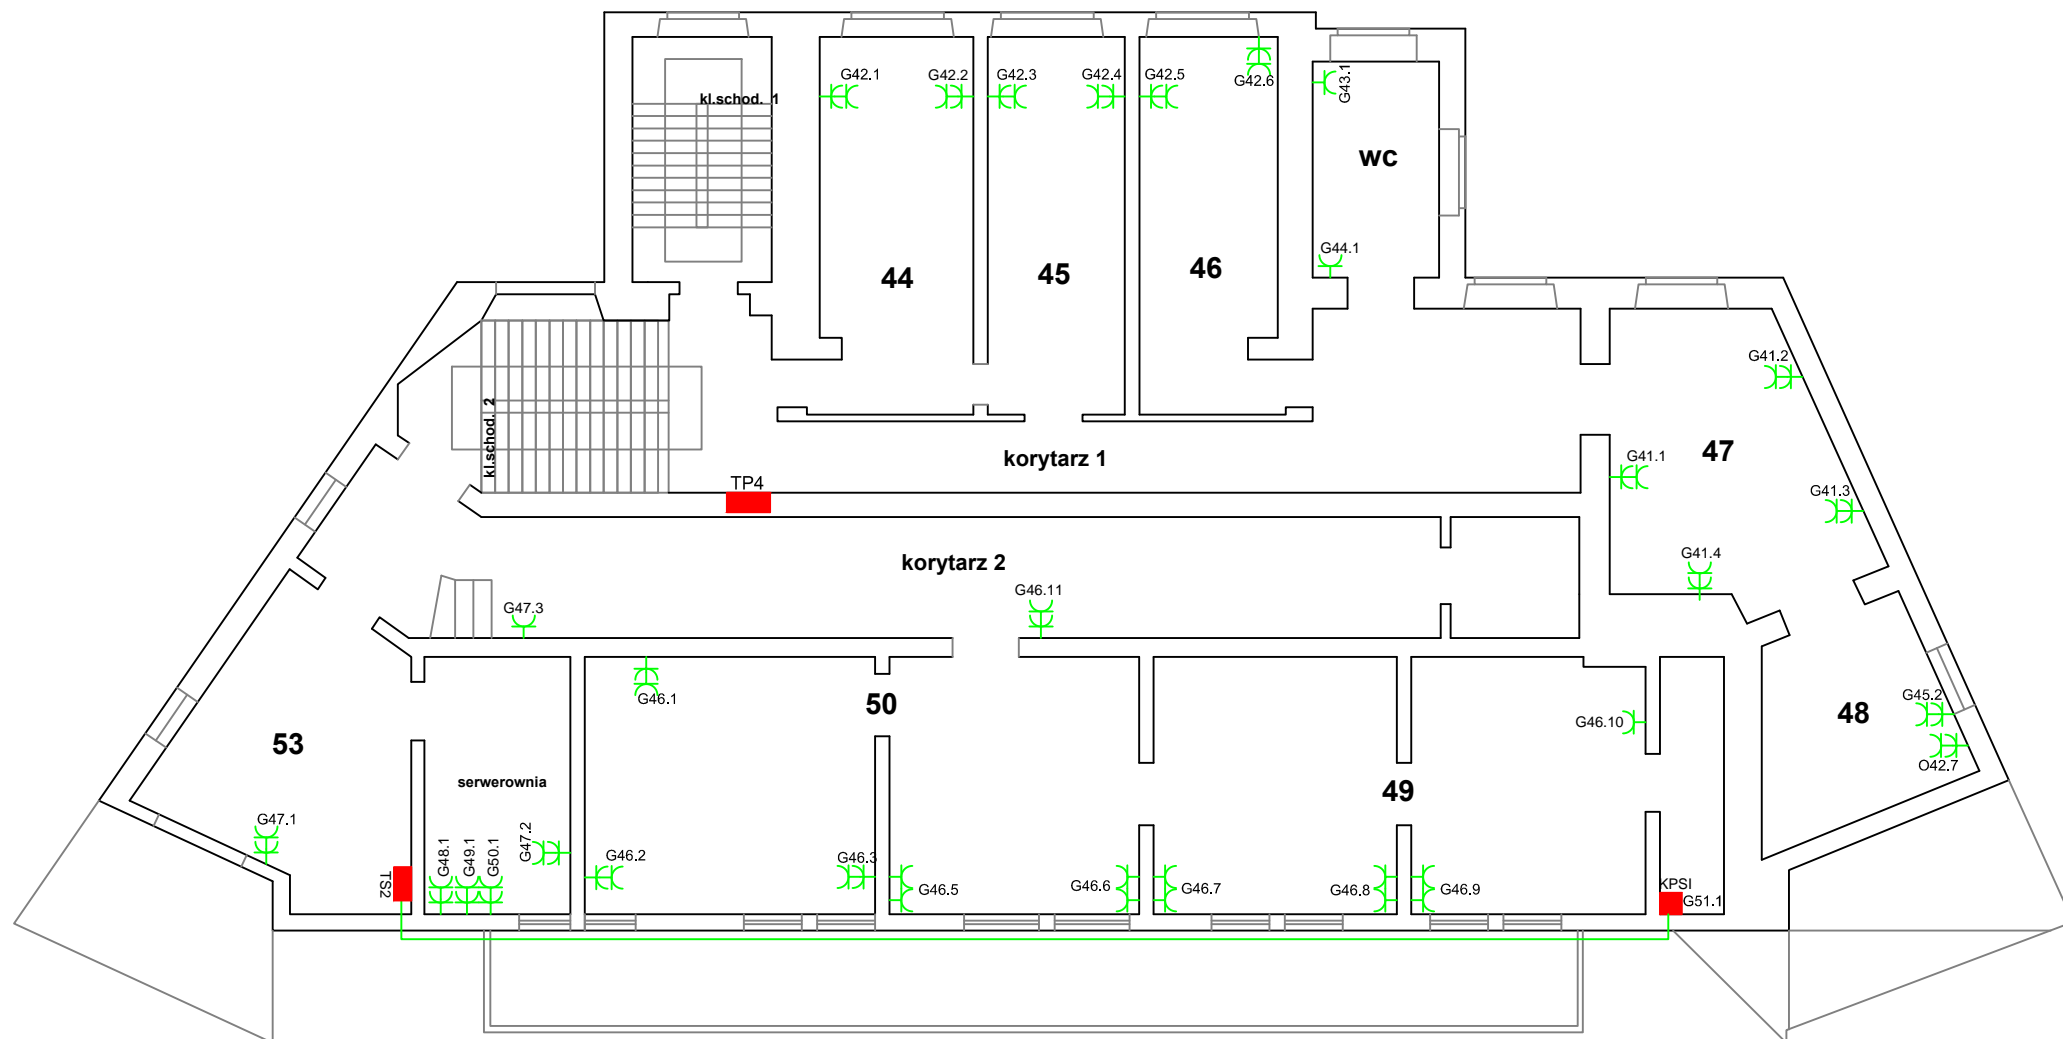 G42.1
G42.2
G42.3
G42.4
G42.5
G42.6
G43.1
kl.schod. 1
wc
G44.1
44
45
46
G41.2
kl.schod. 2
korytarz 1
47
G41.1
G41.3
TP4
korytarz 2
G41.4
G47.3
G46.11
G46.1
50
G46.10
G45.2
48
O42.7
53
serwerownia
49
G47.1
G48.1
G49.1
G50.1
G47.2
G46.2
G46.3
G46.5
G46.6
G46.7
G46.8
G46.9
TS2
KPSI
G51.1